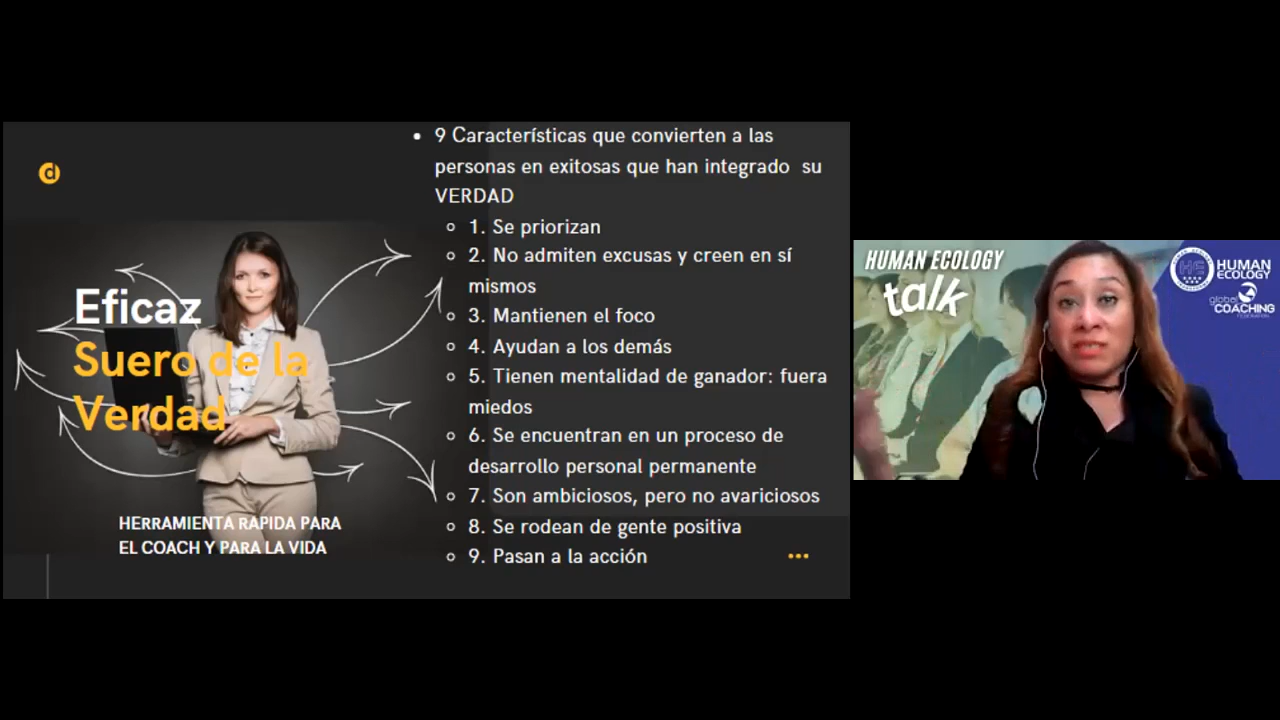 d
Eficaz
Suero de la
Verdad
HERRAMIENTA RAPIDA PARA
EL COACH Y PARA LA VIDA
• 9 Características que convierten a las
personas en exitosas que han integrado su
VERDAD
1. Se priorizan
2. No admiten excusas y creen en sí
mismos
3. Mantienen el foco
4. Ayudan a los demás
5. Tienen mentalidad de ganador: fuera
miedos
6. Se encuentran en un proceso de
desarrollo personal permanente
7. Son ambiciosos, pero no avariciosos
8. Se rodean de gente positiva
9. Pasan a la acción
HUMAN ECOLOGY
talk
HE
HUMAN
ECOLOGY
global
COACHING